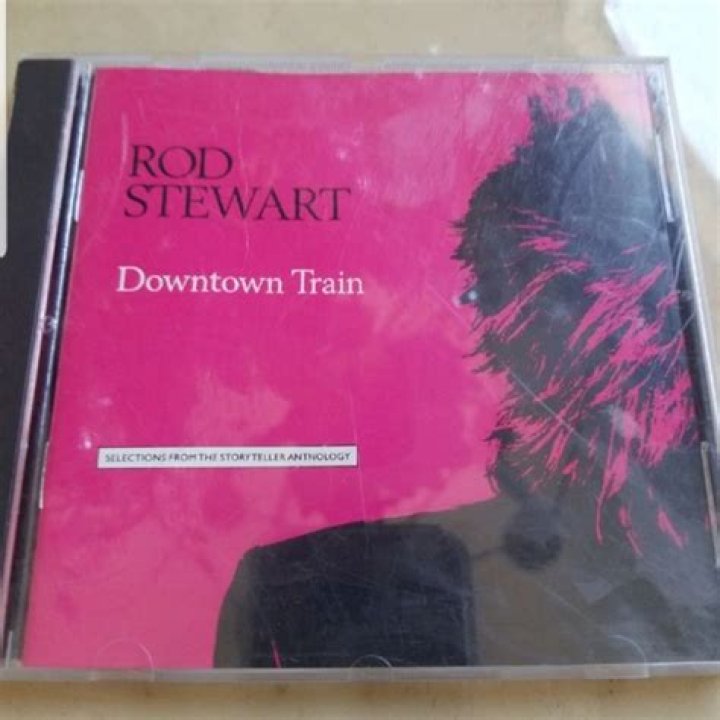 ROD
STEWART
Downtown Train
SELECTIONS FROM THE STORYTELLER ANTHOLOGY